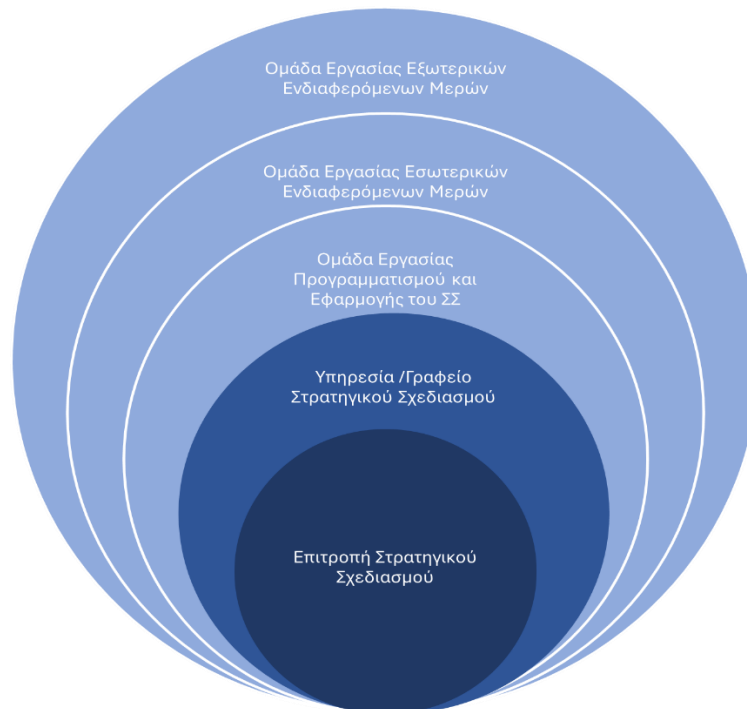 Ομάδα Εργασίας Εξωτερικών
Ενδιαφερόμενων Μερών
Ομάδα Εργασίας Εσωτερικών
Ενδιαφερόμενων Μερών
Ομάδα Εργασίας
Προγραμματισμού και
Εφαρμογής του ΣΣ
Υπηρεσία /Γραφείο
Στρατηγικού Σχεδιασμού
Επιτροπή Στρατηγικού
Σχεδιασμού